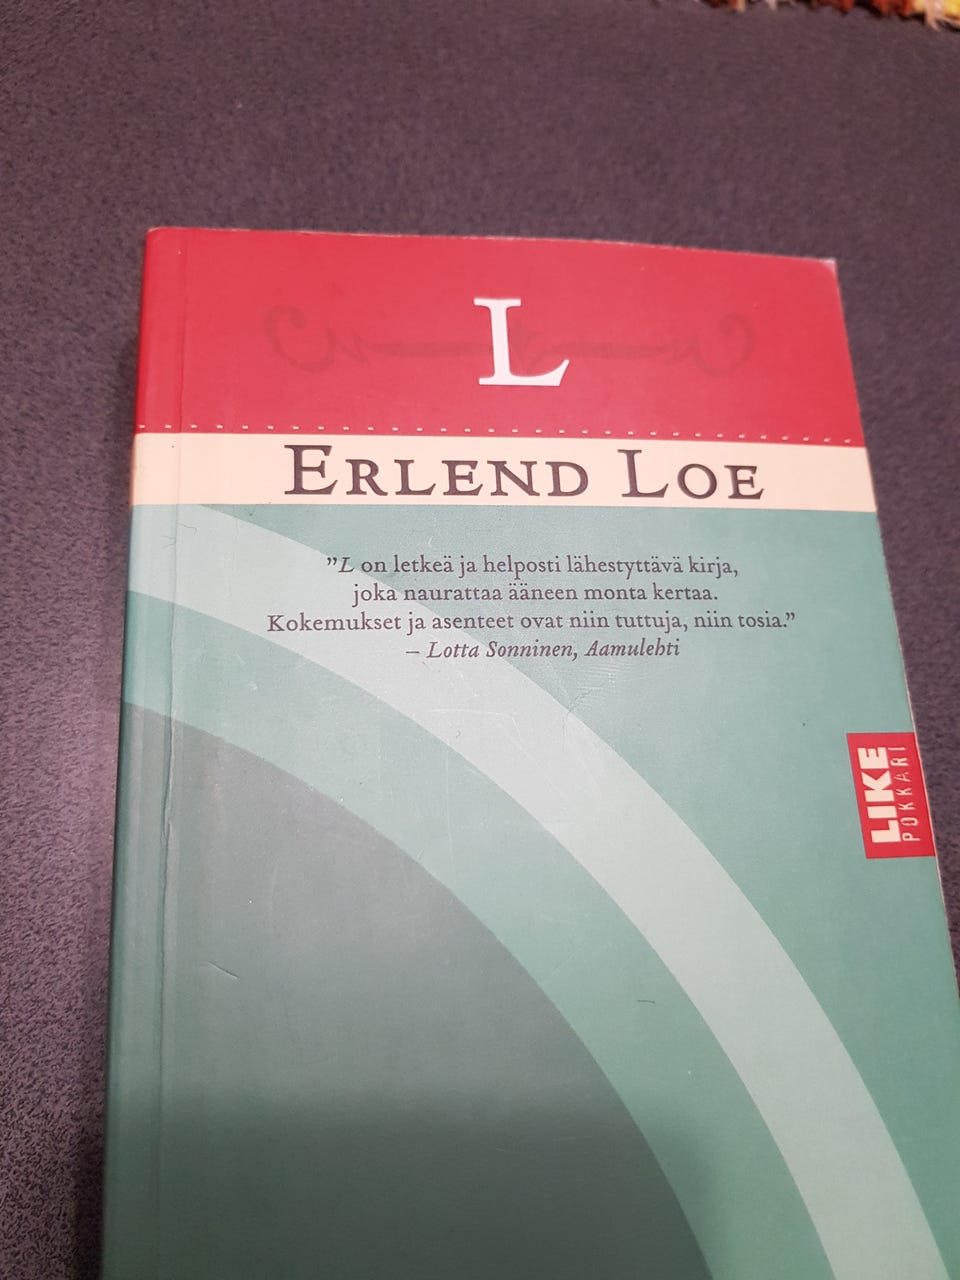 L
ERLEND LOE
”L on letkeä ja helposti lähestyttävä kirja,
joka naurattaa ääneen monta kertaa.
Kokemukset ja asenteet ovat niin tuttuja, niin tosia.”
– Lotta Sonninen, Aamulehti
LIKE
POKKARI